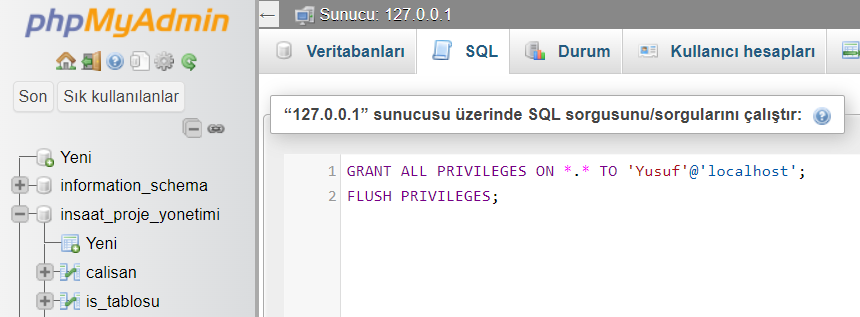 phpMyAdmin
Son Sık kullanılanlar
Yeni
information_schema
insaat_proje_yonetimi
Yeni
calisan
is_tablosu
Sunucu: 127.0.0.1
Veritabanları SQL Durum Kullanıcı hesapları
“127.0.0.1” sunucusu üzerinde SQL sorgusunu/sorgularını çalıştır:
1 GRANT ALL PRIVILEGES ON *.* TO 'Yusuf'@'localhost';
2 FLUSH PRIVILEGES;